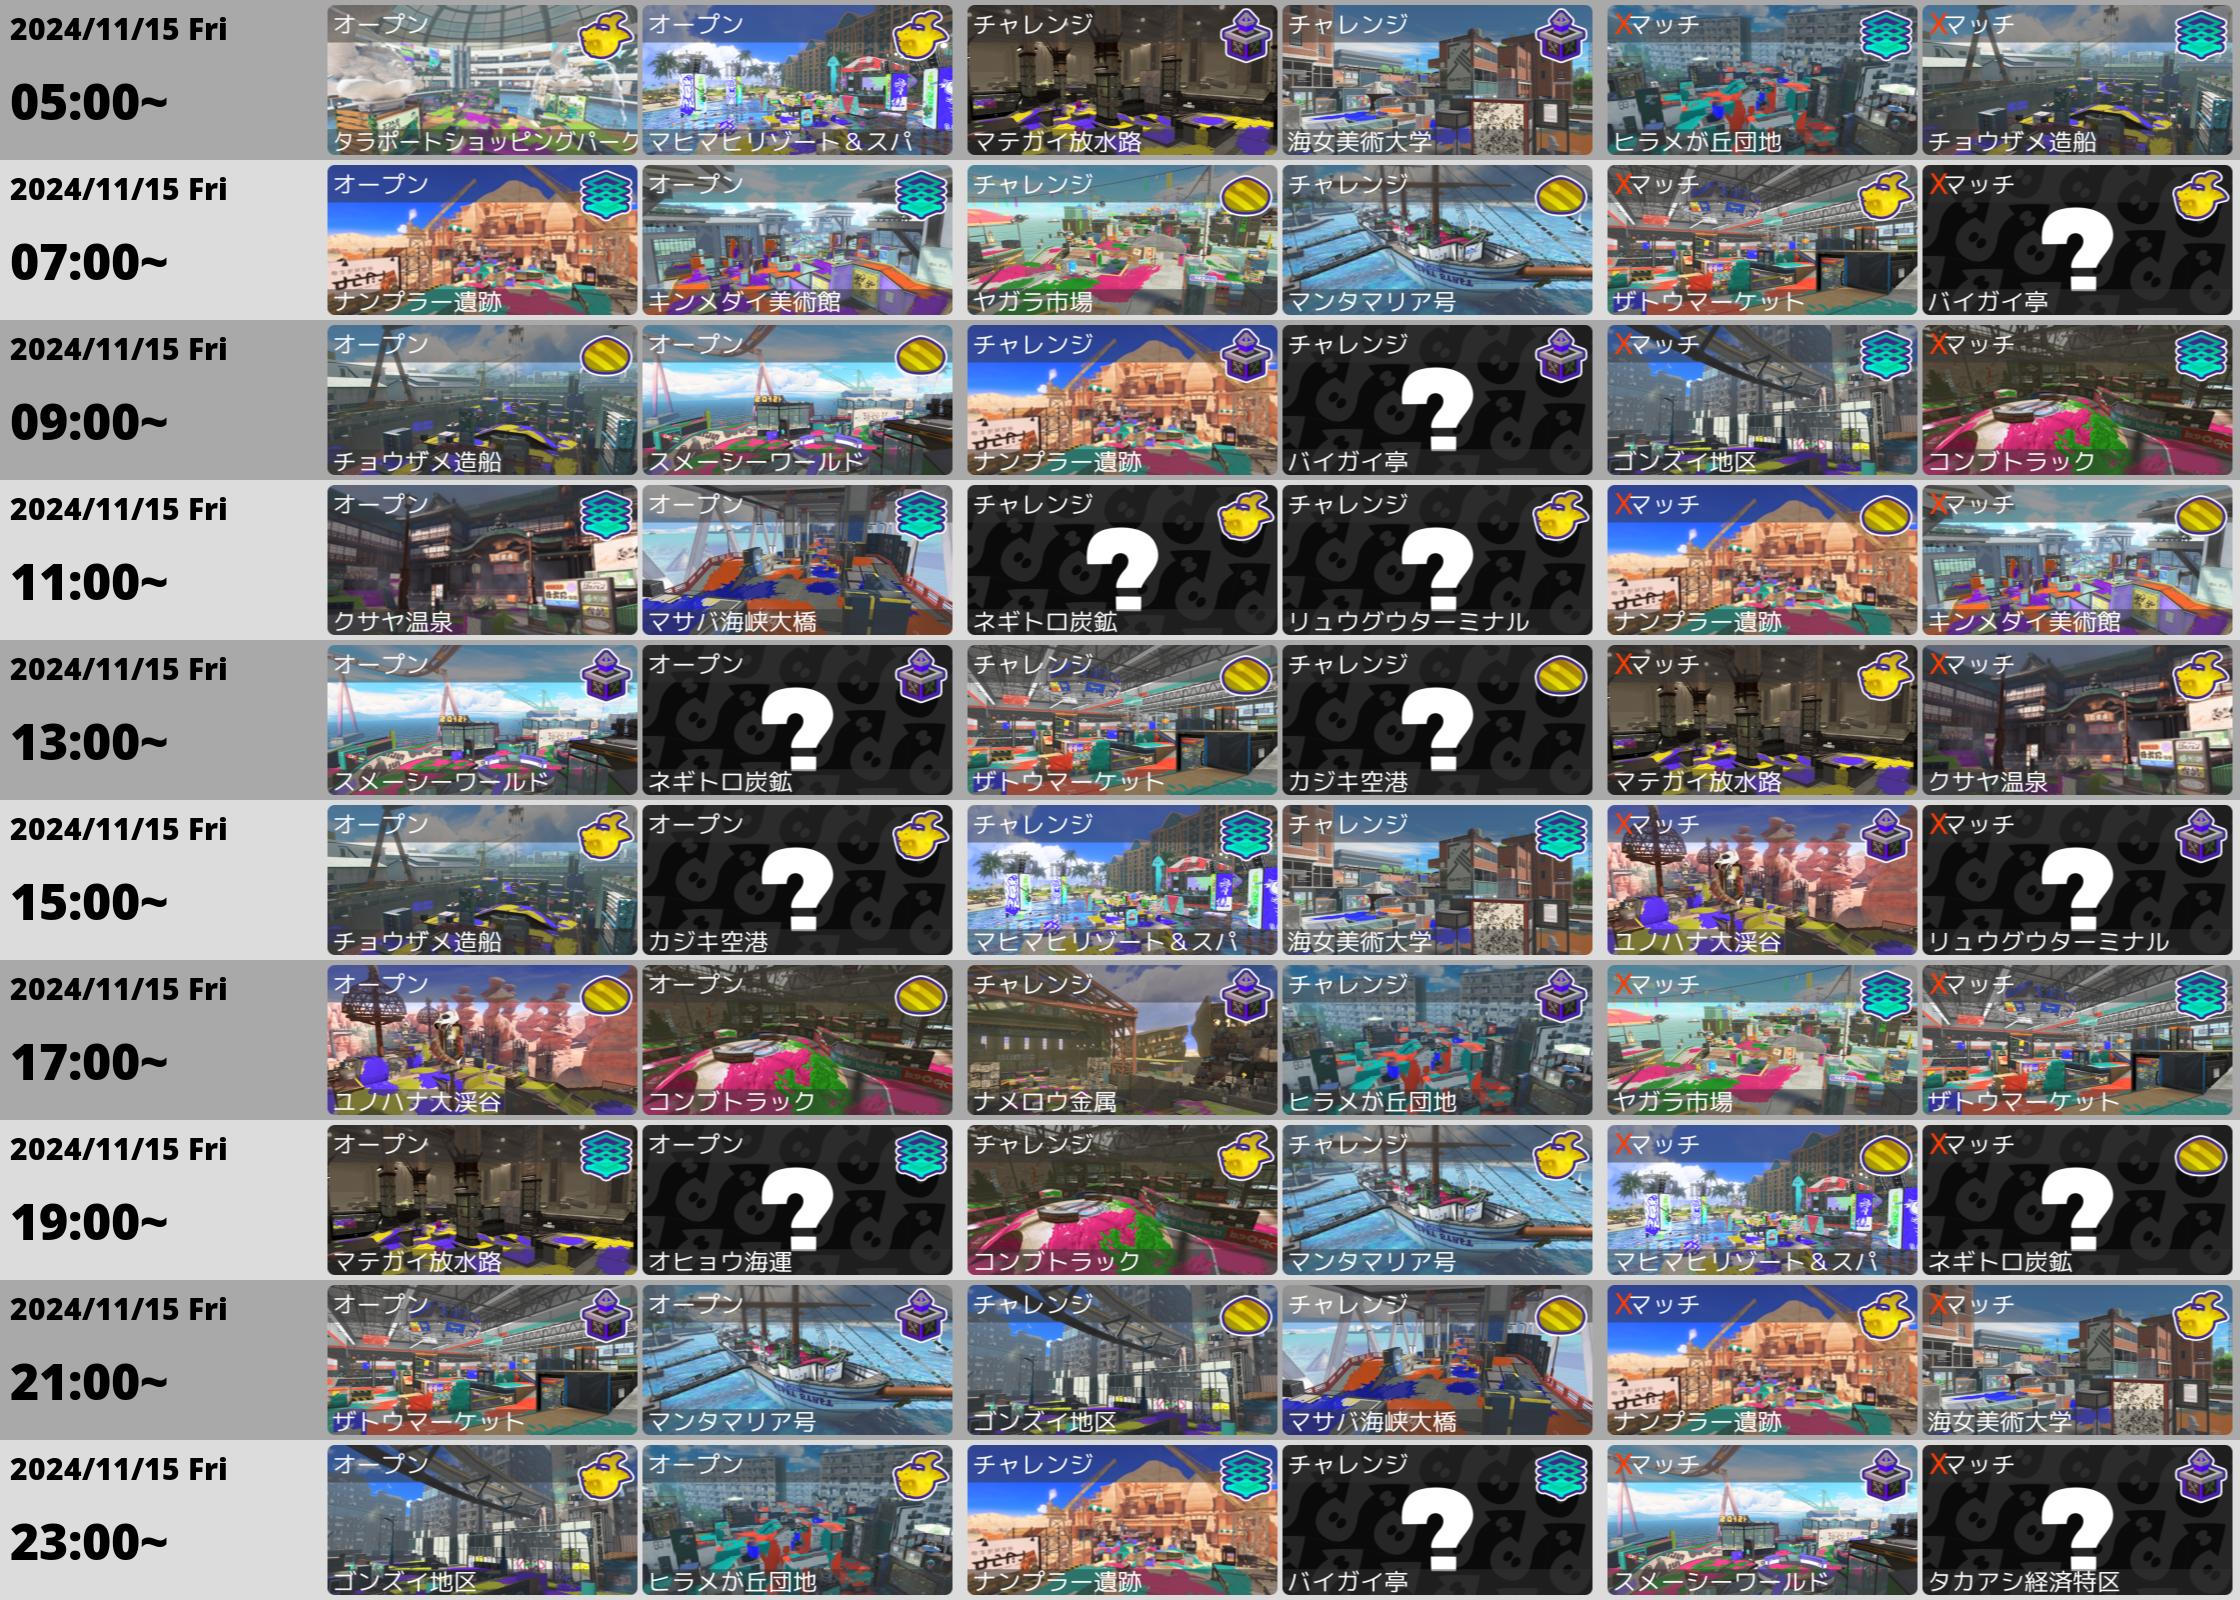 2024/11/15 Fri
05:00~
オープン
タラポートショッピングパーク
オープン
マヒマヒリゾート＆スパ
チャレンジ
マテガイ放水路
チャレンジ
海女美術大学
Xマッチ
ヒラメが丘団地
Xマッチ
チョウザメ造船
2024/11/15 Fri
07:00~
オープン
ナンプラー遺跡
オープン
キンメダイ美術館
チャレンジ
ヤガラ市場
チャレンジ
マンタマリア号
Xマッチ
ザトウマーケット
Xマッチ
?
バイガイ亭
2024/11/15 Fri
09:00~
オープン
チョウザメ造船
オープン
スメーシーワールド
チャレンジ
ナンプラー遺跡
チャレンジ
?
バイガイ亭
Xマッチ
ゴンズイ地区
Xマッチ
コンブトラック
2024/11/15 Fri
11:00~
オープン
クサヤ温泉
オープン
マサバ海峡大橋
チャレンジ
?
ネギトロ炭鉱
チャレンジ
?
リュウグウターミナル
Xマッチ
ナンプラー遺跡
Xマッチ
キンメダイ美術館
2024/11/15 Fri
13:00~
オープン
スメーシーワールド
オープン
?
ネギトロ炭鉱
チャレンジ
ザトウマーケット
チャレンジ
?
カジキ空港
Xマッチ
マテガイ放水路
Xマッチ
クサヤ温泉
2024/11/15 Fri
15:00~
オープン
チョウザメ造船
オープン
?
カジキ空港
チャレンジ
マヒマヒリゾート＆スパ
チャレンジ
海女美術大学
Xマッチ
ユノハナ大渓谷
Xマッチ
?
リュウグウターミナル
2024/11/15 Fri
17:00~
オープン
ユノハナ大渓谷
オープン
コンブトラック
チャレンジ
ナメロウ金属
チャレンジ
ヒラメが丘団地
Xマッチ
ヤガラ市場
Xマッチ
ザトウマーケット
2024/11/15 Fri
19:00~
オープン
マテガイ放水路
オープン
?
オヒョウ海運
チャレンジ
コンブトラック
チャレンジ
マンタマリア号
Xマッチ
マヒマヒリゾート＆スパ
Xマッチ
?
ネギトロ炭鉱
2024/11/15 Fri
21:00~
オープン
ザトウマーケット
オープン
マンタマリア号
チャレンジ
ゴンズイ地区
チャレンジ
マサバ海峡大橋
Xマッチ
ナンプラー遺跡
Xマッチ
海女美術大学
2024/11/15 Fri
23:00~
オープン
ゴンズイ地区
オープン
ヒラメが丘団地
チャレンジ
ナンプラー遺跡
チャレンジ
?
バイガイ亭
Xマッチ
スメーシーワールド
Xマッチ
?
タカアシ経済特区